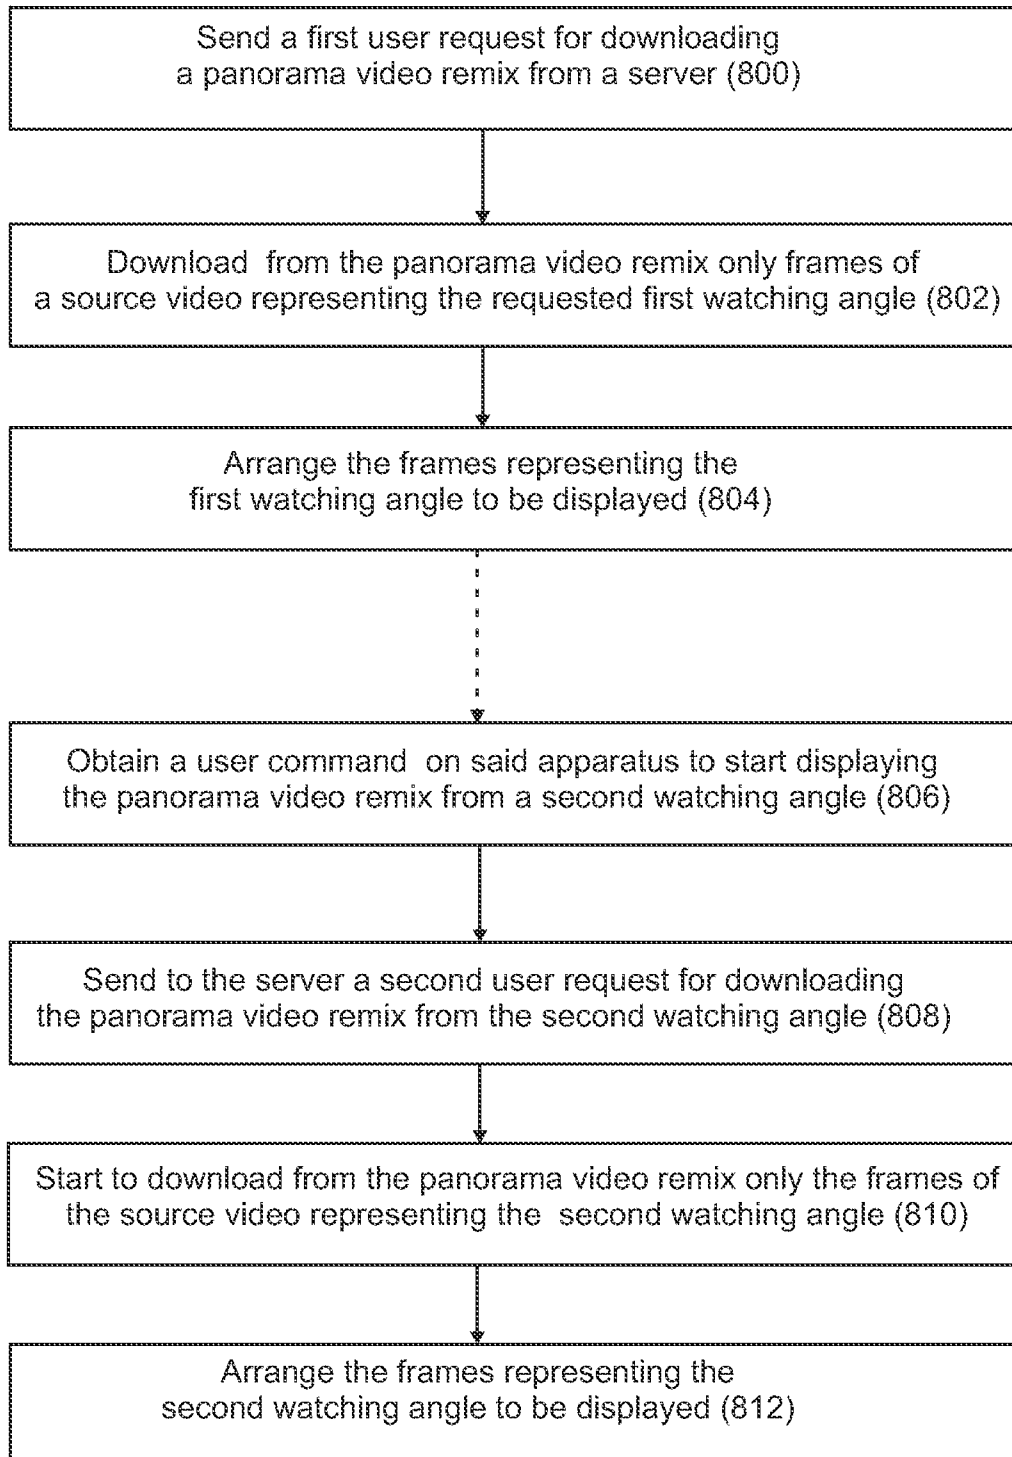 Send a first user request for downloading
a panorama video remix from a server (800)
Download from the panorama video remix only frames of
a source video representing the requested first watching angle (802)
Arrange the frames representing the
first watching angle to be displayed (804)
Obtain a user command on said apparatus to start displaying
the panorama video remix from a second watching angle (806)
Send to the server a second user request for downloading
the panorama video remix from the second watching angle (808)
Start to download from the panorama video remix only the frames of
the source video representing the second watching angle (810)
Arrange the frames representing the
second watching angle to be displayed (812)